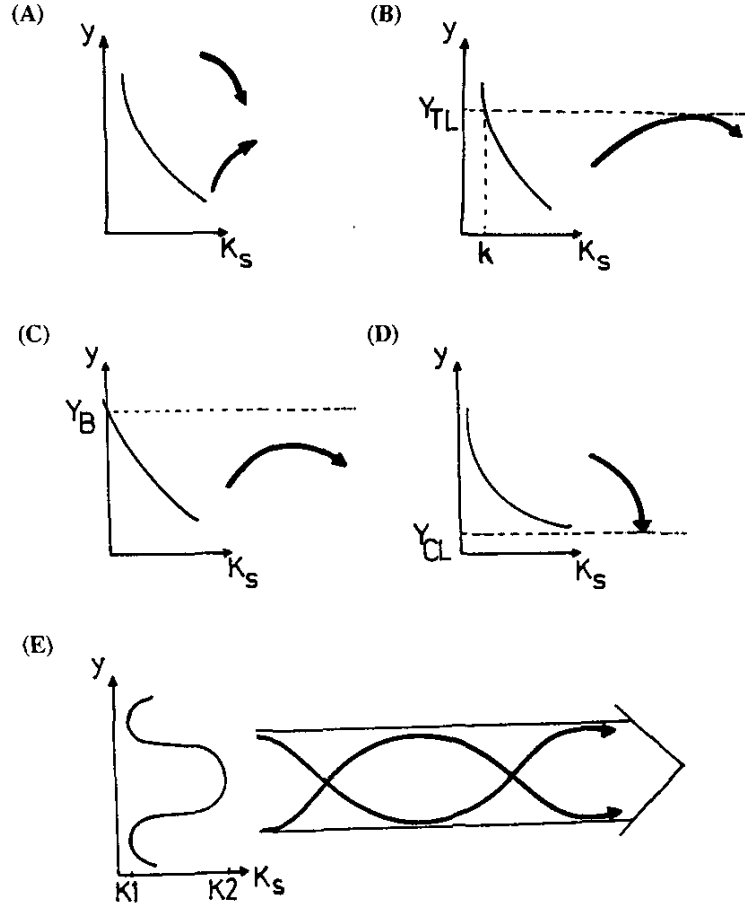 (A)
y
K_s
(B)
y
Y_TL
k
K_s
(C)
y
Y_B
K_s
(D)
y
Y_CL
K_s
(E)
y
K1
K2
K_s